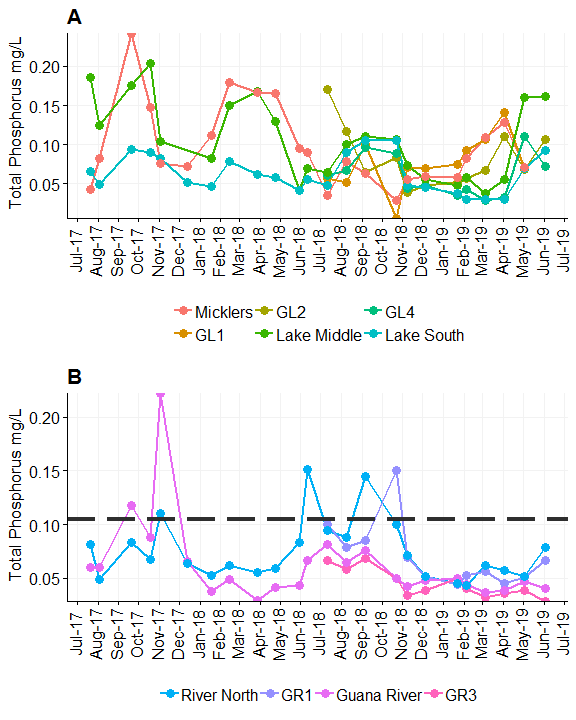 A
Total Phosphorus mg/L
0.20
0.15
0.10
0.05
Jul-17 Aug-17 Sep-17 Oct-17 Nov-17 Dec-17 Jan-18 Feb-18 Mar-18 Apr-18 May-18 Jun-18 Jul-18 Aug-18 Sep-18 Oct-18 Nov-18 Dec-18 Jan-19 Feb-19 Mar-19 Apr-19 May-19 Jun-19 Jul-19
Micklers GL2 GL4
GL1 Lake Middle Lake South
B
Total Phosphorus mg/L
0.20
0.15
0.10
0.05
Jul-17 Aug-17 Sep-17 Oct-17 Nov-17 Dec-17 Jan-18 Feb-18 Mar-18 Apr-18 May-18 Jun-18 Jul-18 Aug-18 Sep-18 Oct-18 Nov-18 Dec-18 Jan-19 Feb-19 Mar-19 Apr-19 May-19 Jun-19 Jul-19
River North GR1 Guana River GR3